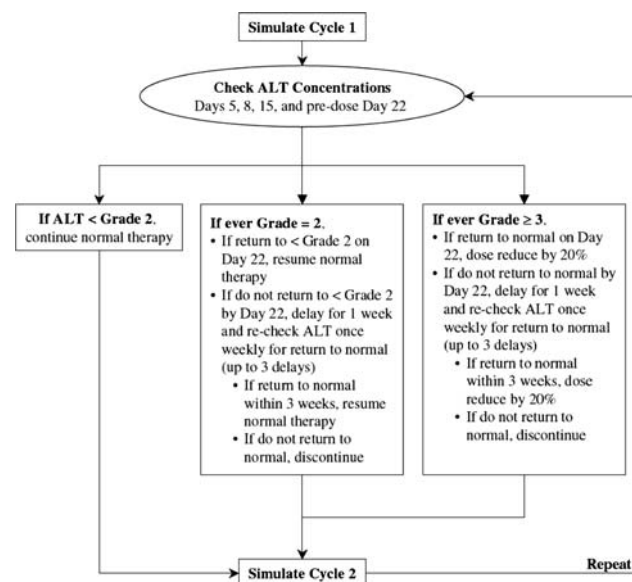 Simulate Cycle 1
Check ALT Concentrations
Days 5, 8, 15, and pre-dose Day 22
If ALT < Grade 2,
continue normal therapy
If ever Grade = 2,
• If return to < Grade 2 on
Day 22, resume normal
therapy
• If do not return to < Grade 2
by Day 22, delay for 1 week
and re-check ALT once
weekly for return to normal
(up to 3 delays)
• If return to normal
within 3 weeks, resume
normal therapy
• If do not return to
normal, discontinue
If ever Grade ≥ 3,
• If return to normal on Day
22, dose reduce by 20%
• If do not return to normal by
Day 22, delay for 1 week
and re-check ALT once
weekly for return to normal
(up to 3 delays)
• If return to normal
within 3 weeks, dose
reduce by 20%
• If do not return to
normal, discontinue
Simulate Cycle 2
Repeat